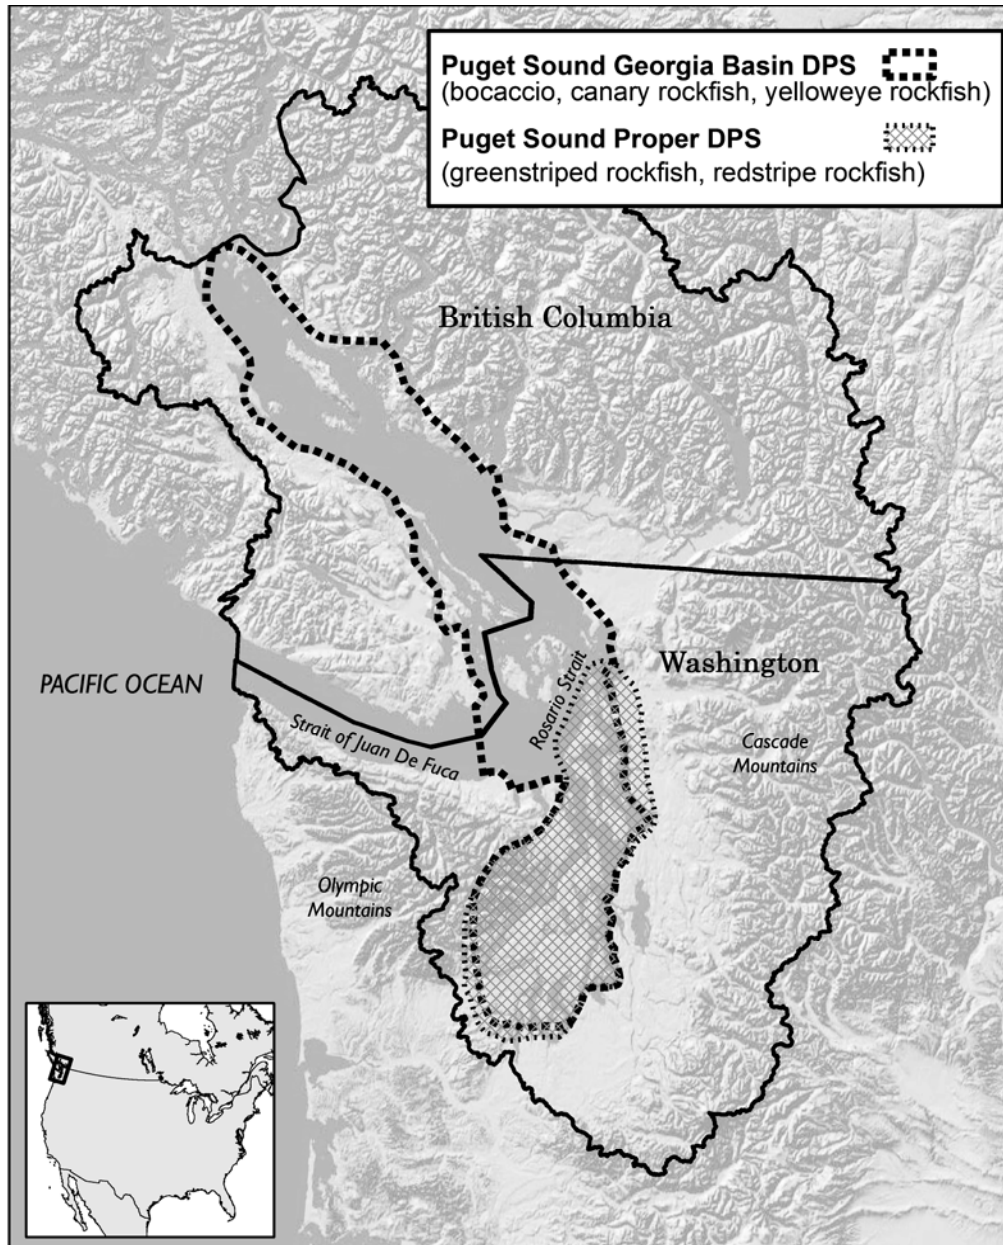 Puget Sound Georgia Basin DPS
(bocaccio, canary rockfish, yelloweye rockfish)
Puget Sound Proper DPS
(greenstriped rockfish, redstripe rockfish)
British Columbia
Washington
PACIFIC OCEAN
Rosario Strait
Strait of Juan De Fuca
Cascade
Mountains
Olympic
Mountains